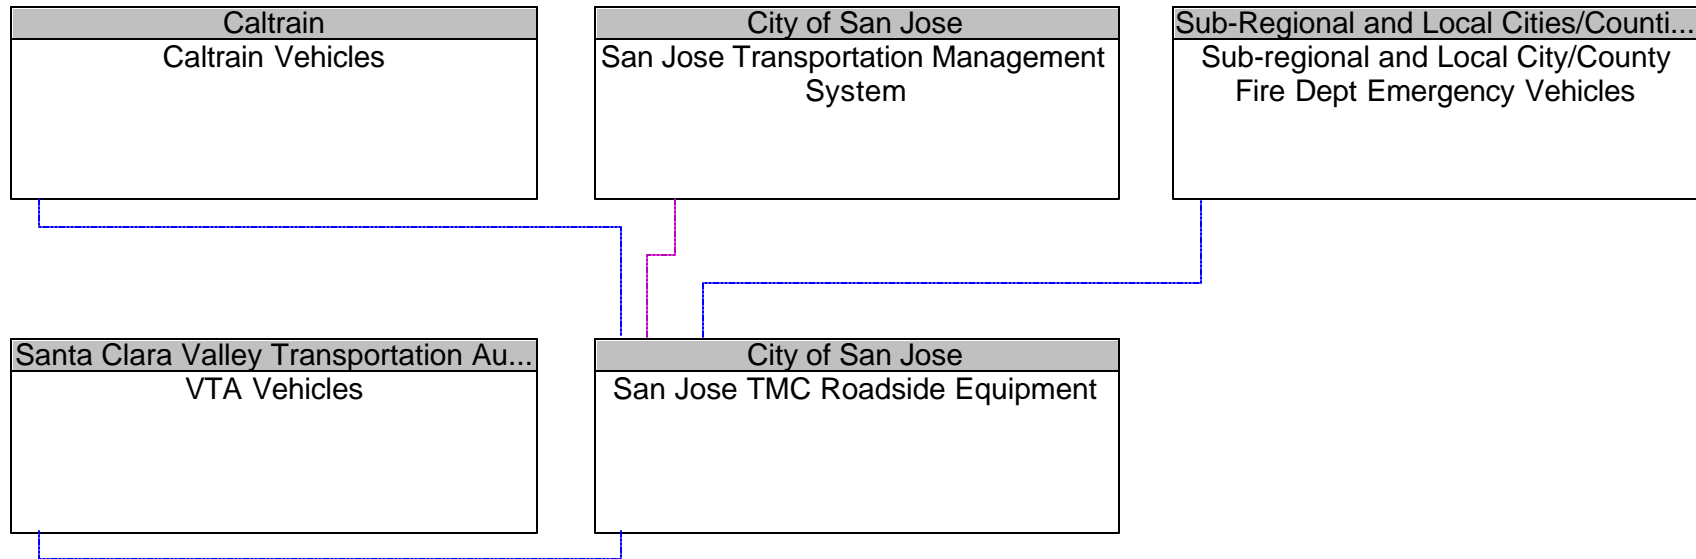 Caltrain
Caltrain Vehicles
City of San Jose
San Jose Transportation Management
System
Sub-Regional and Local Cities/Counti...
Sub-regional and Local City/County
Fire Dept Emergency Vehicles
Santa Clara Valley Transportation Au...
VTA Vehicles
City of San Jose
San Jose TMC Roadside Equipment